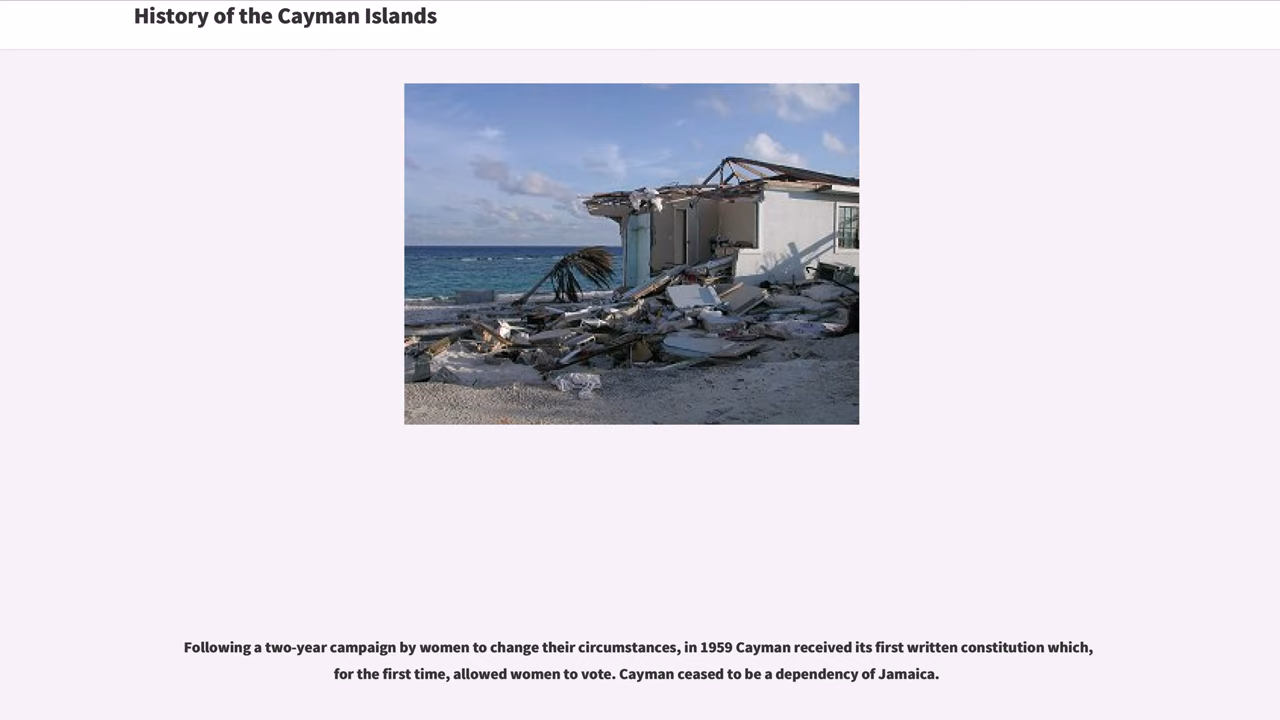 History of the Cayman Islands
Following a two-year campaign by women to change their circumstances, in 1959 Cayman received its first written constitution which,
for the first time, allowed women to vote. Cayman ceased to be a dependency of Jamaica.